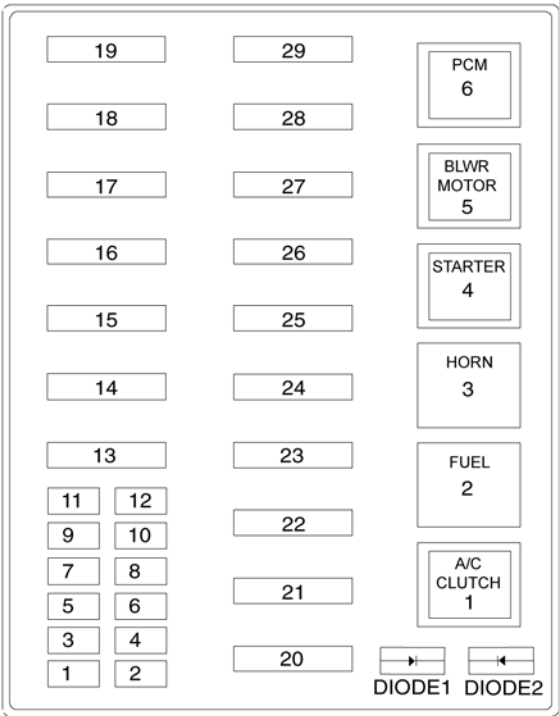 19 29 PCM
6
18 28
BLWR
MOTOR
5
17 27
16 26 STARTER
4
15 25
HORN
3
14 24
13 23 FUEL
2
11 12
22
9 10
7 8 A/C
CLUTCH
1
21
5 6
3 4
20
1 2
DIODE1 DIODE2